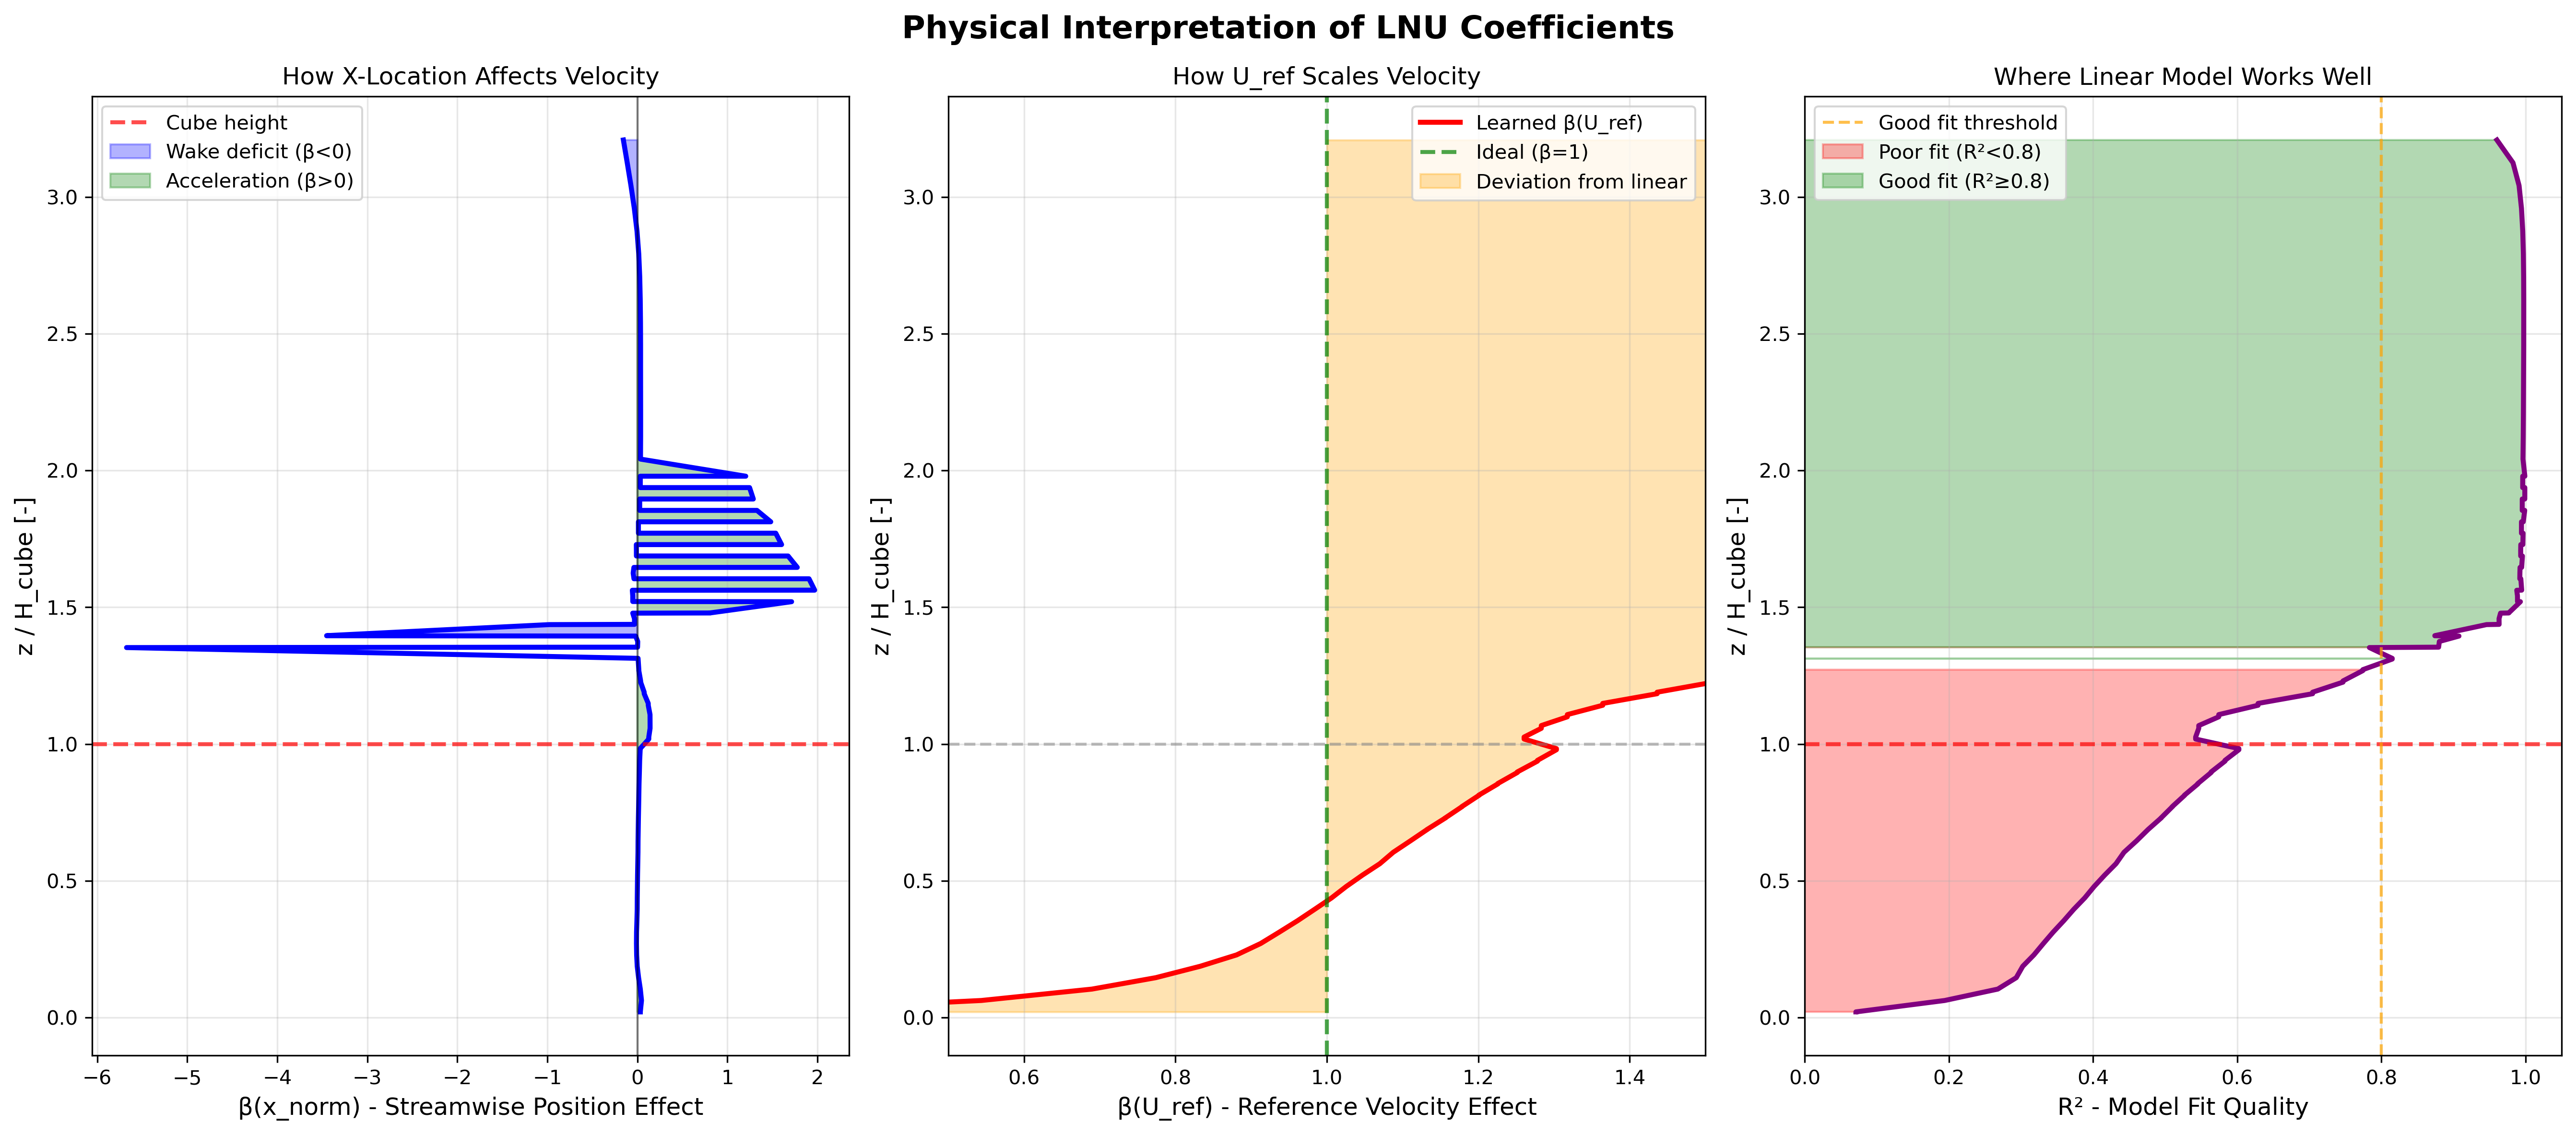 Physical Interpretation of LNU Coefficients
How X-Location Affects Velocity
Cube height
Wake deficit (β<0)
Acceleration (β>0)
3.0
2.5
2.0
1.5
1.0
0.5
0.0
z / H_cube [-]
−6 −5 −4 −3 −2 −1 0 1 2
β(x_norm) - Streamwise Position Effect
How U_ref Scales Velocity
Learned β(U_ref)
Ideal (β=1)
Deviation from linear
3.0
2.5
2.0
1.5
1.0
0.5
0.0
z / H_cube [-]
0.6 0.8 1.0 1.2 1.4
β(U_ref) - Reference Velocity Effect
Where Linear Model Works Well
Good fit threshold
Poor fit (R²<0.8)
Good fit (R²≥0.8)
3.0
2.5
2.0
1.5
1.0
0.5
0.0
z / H_cube [-]
0.0 0.2 0.4 0.6 0.8 1.0
R² - Model Fit Quality